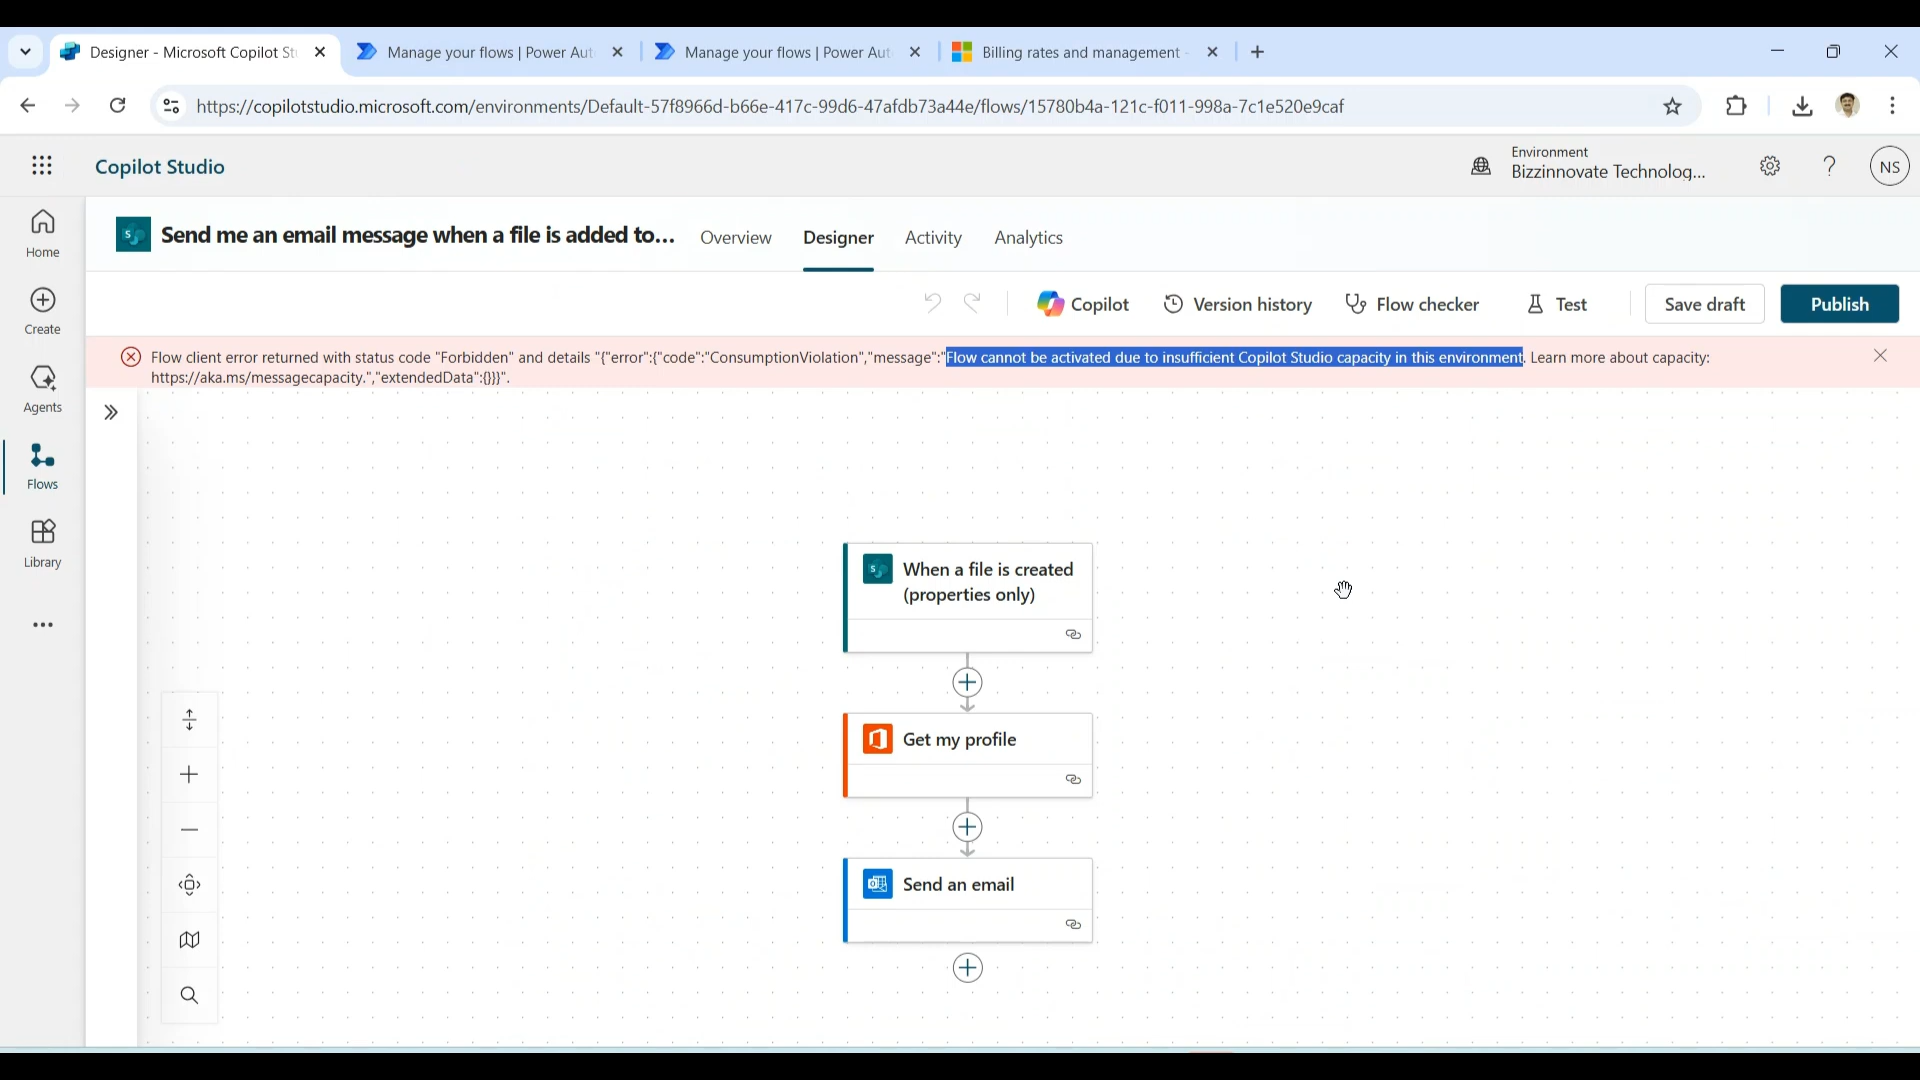 Designer - Microsoft Copilot St
Manage your flows | Power Aut
Manage your flows | Power Aut
Billing rates and management -
https://copilotstudio.microsoft.com/environments/Default-57f8966d-b66e-417c-99d6-47afdb73a44e/flows/15780b4a-121c-f011-998a-7c1e520e9caf
Copilot Studio
Environment
Bizzinnovate Technolog...
NS
Home
Create
Agents
Flows
Library
S
Send me an email message when a file is added to...
Overview
Designer
Activity
Analytics
Copilot
Version history
Flow checker
Test
Save draft
Publish
Flow client error returned with status code "Forbidden" and details "{"error":{"code":"ConsumptionViolation","message":"Flow cannot be activated due to insufficient Copilot Studio capacity in this environment. Learn more about capacity:
https://aka.ms/messagecapacity.","extendedData":{}}}".
S
When a file is created
(properties only)
Get my profile
Send an email